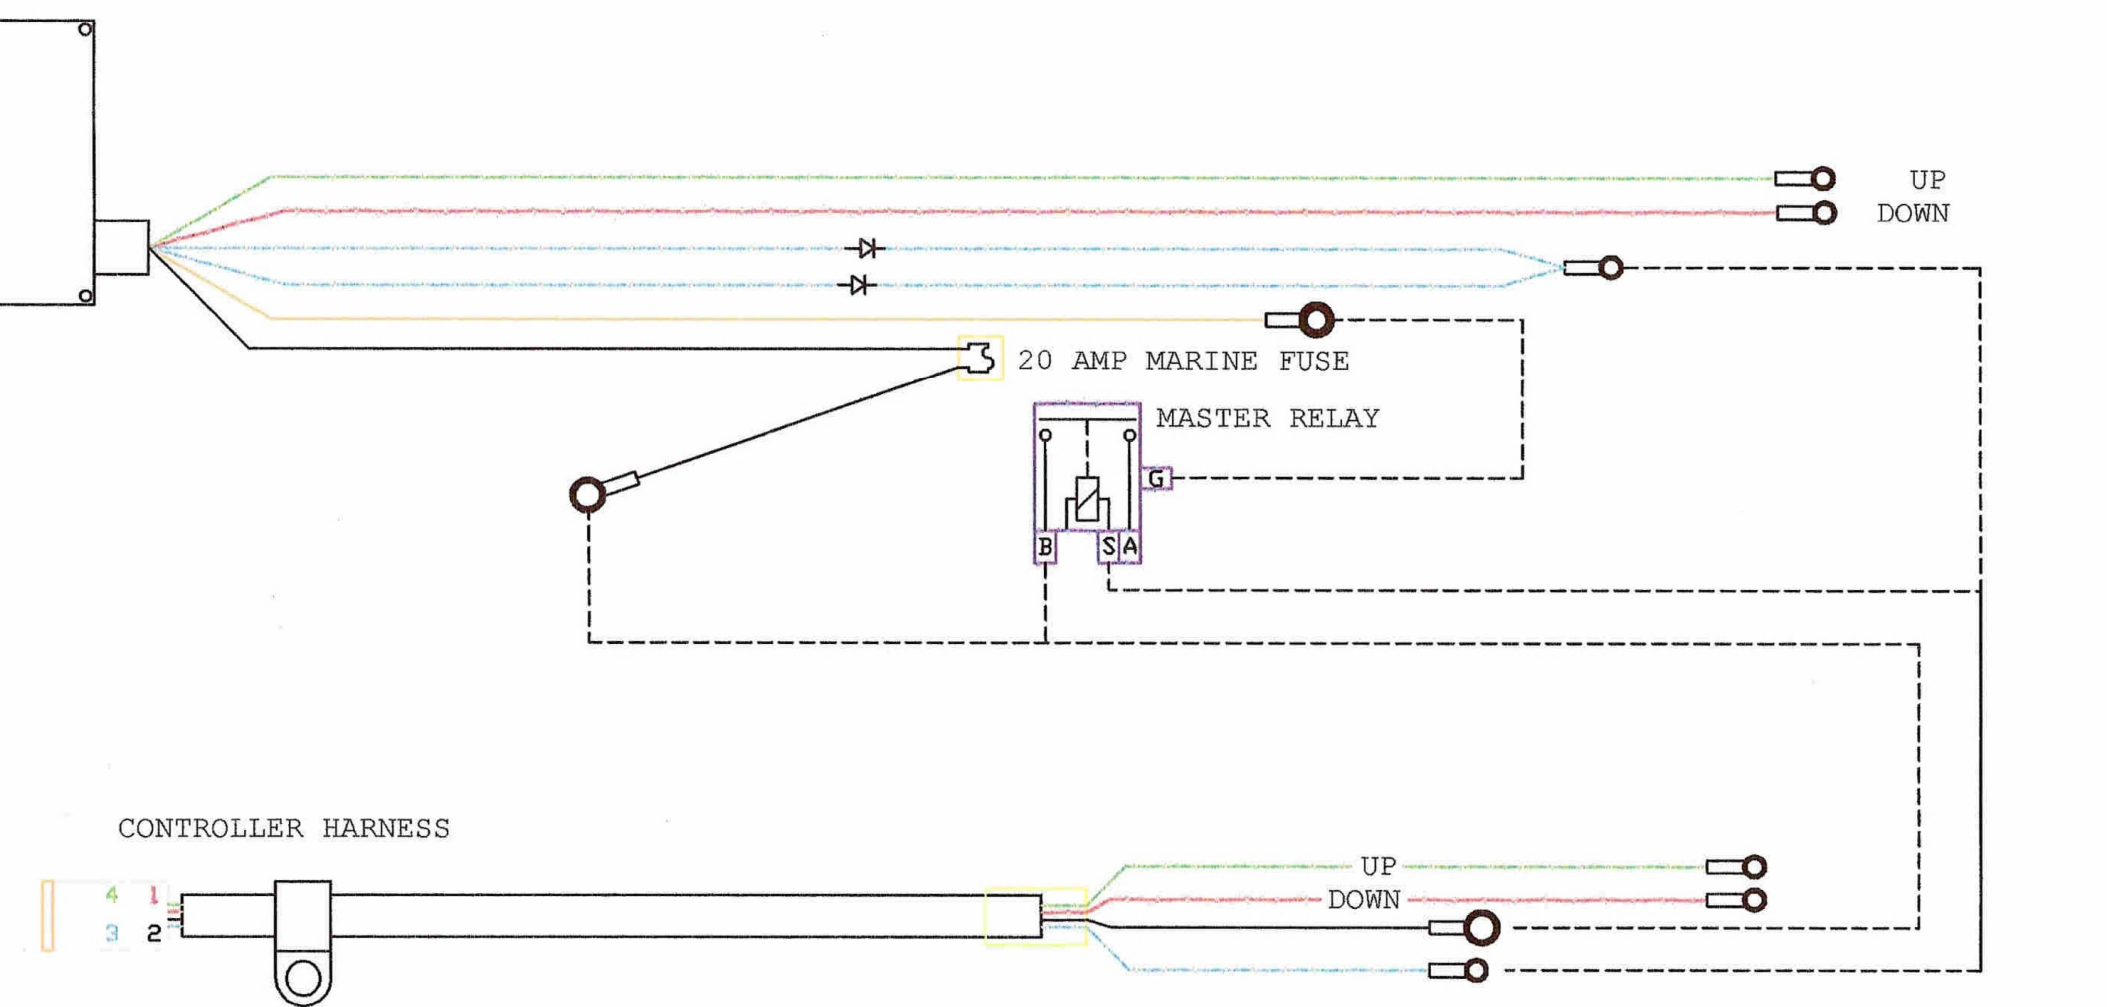 UP
DOWN
20 AMP MARINE FUSE
MASTER RELAY
G
B S A
CONTROLLER HARNESS
4 1
3 2
UP
DOWN